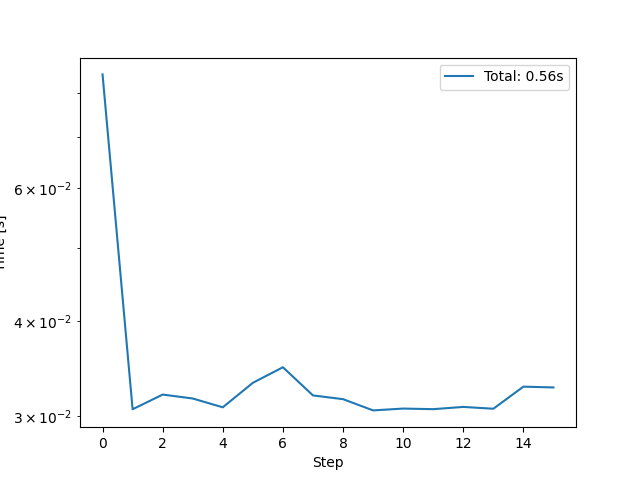 Total: 0.56s
6 × 10⁻²
4 × 10⁻²
3 × 10⁻²
[s]
0 2 4 6 8 10 12 14
Step